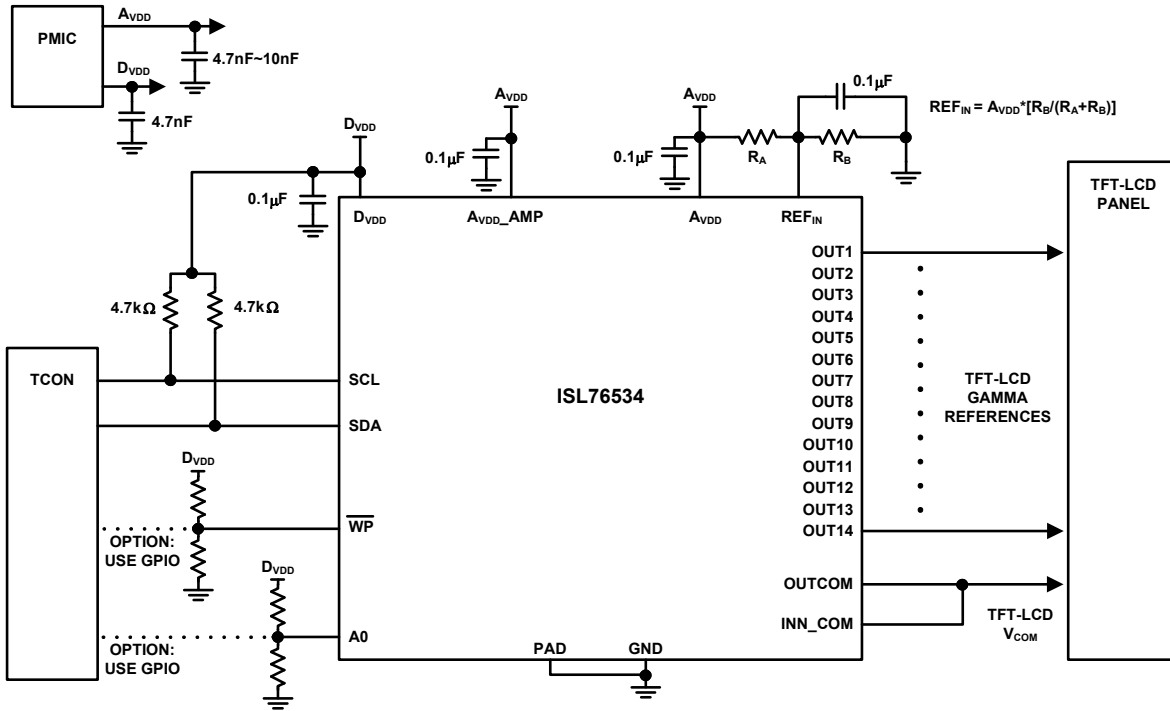 PMIC
AVDD
4.7nF~10nF
DVDD
4.7nF
DVDD
0.1μF
AVDD
0.1μF
AVDD
0.1μF
RA
0.1μF
RB
REFIN = AVDD*[RB/(RA+RB)]
4.7kΩ
4.7kΩ
DVDD
AVDD_AMP
AVDD
REFIN
TCON
SCL
SDA
WP
A0
DVDD
OPTION:
USE GPIO
DVDD
OPTION:
USE GPIO
ISL76534
OUT1
OUT2
OUT3
OUT4
OUT5
OUT6
OUT7
OUT8
OUT9
OUT10
OUT11
OUT12
OUT13
OUT14
OUTCOM
INN_COM
PAD
GND
TFT-LCD
GAMMA
REFERENCES
TFT-LCD
VCOM
TFT-LCD
PANEL